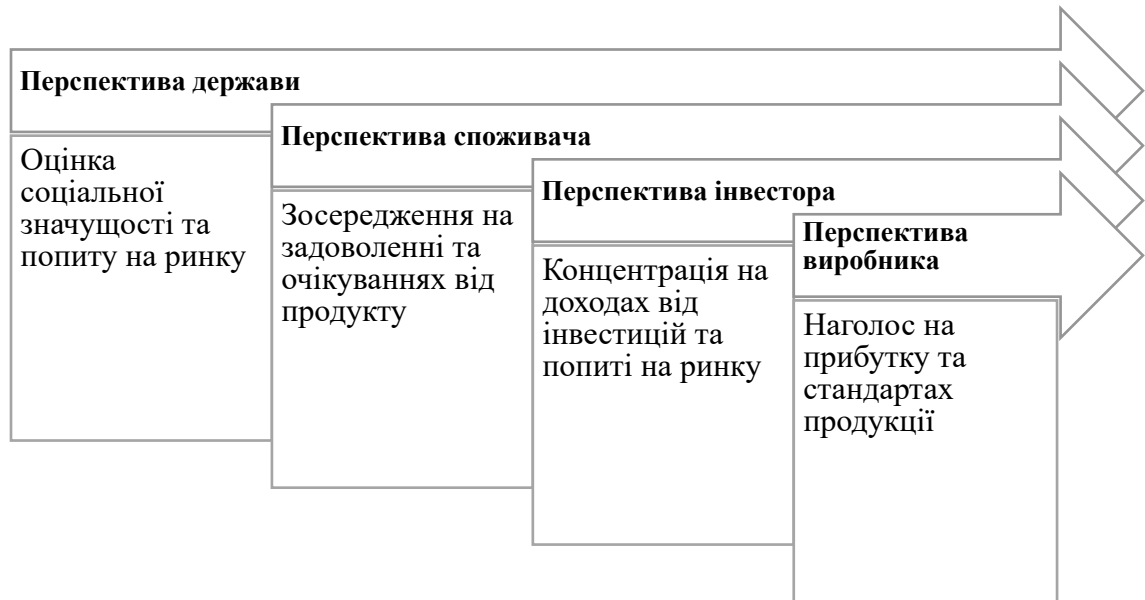 Перспектива держави
Оцінка
соціальної
значущості та
попиту на ринку
Перспектива споживача
Зосередження на
задоволенні та
очікуваннях від
продукту
Перспектива інвестора
Концентрація на
доходах від
інвестицій та
попиті на ринку
Перспектива
виробника
Наголос на
прибутку та
стандартах
продукції